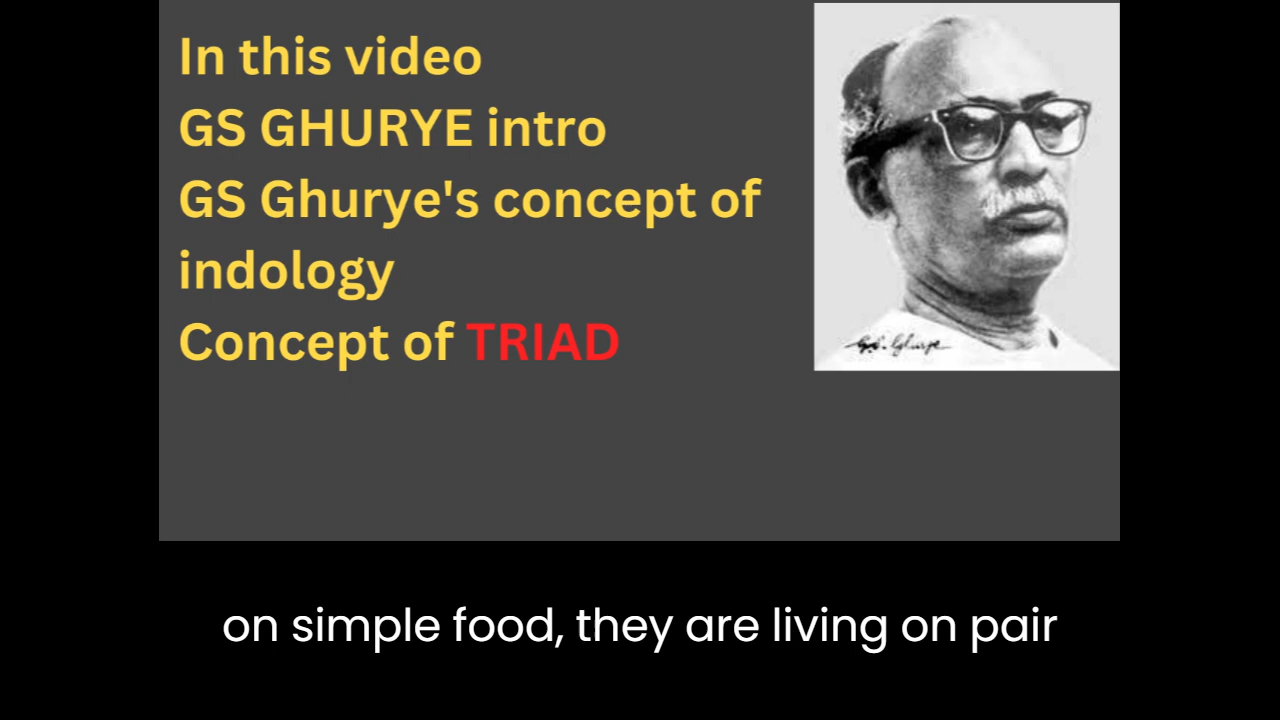 In this video
GS GHURYE intro
GS Ghurye's concept of
indology
Concept of TRIAD
G.S. Ghurye
on simple food, they are living on pair